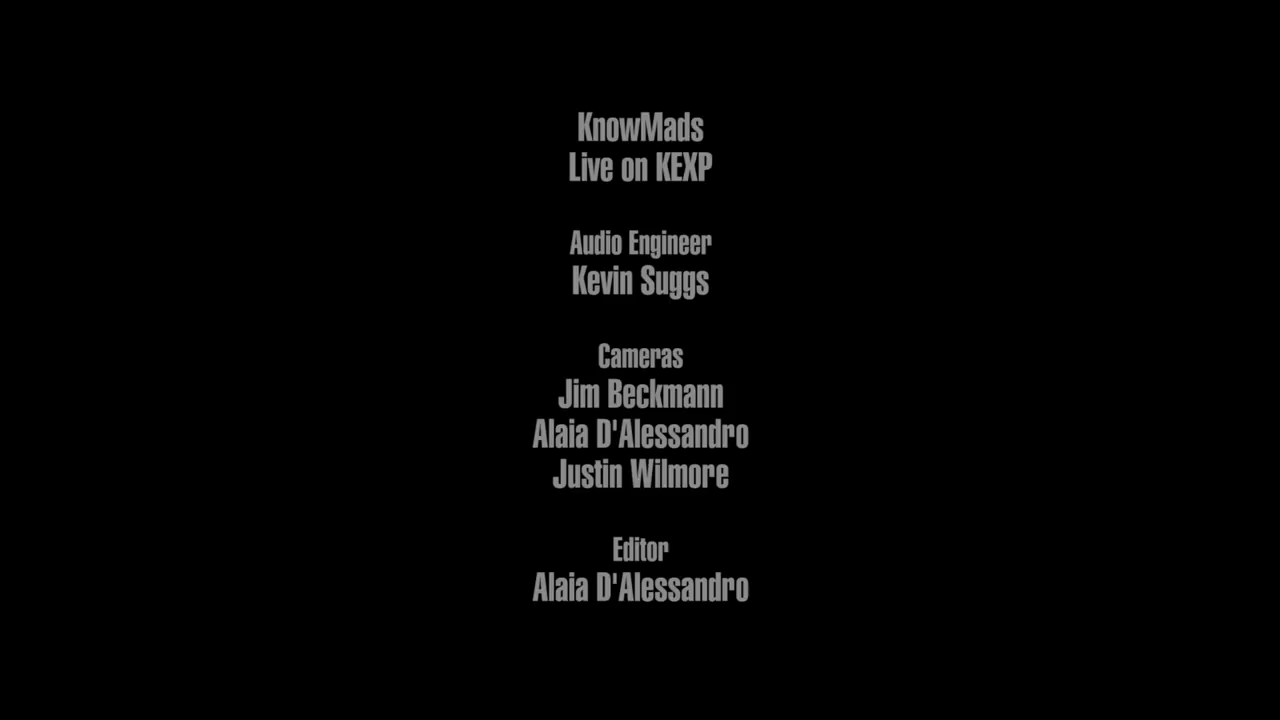 KnowMads
Live on KEXP
Audio Engineer
Kevin Suggs
Cameras
Jim Beckmann
Alaia D'Alessandro
Justin Wilmore
Editor
Alaia D'Alessandro